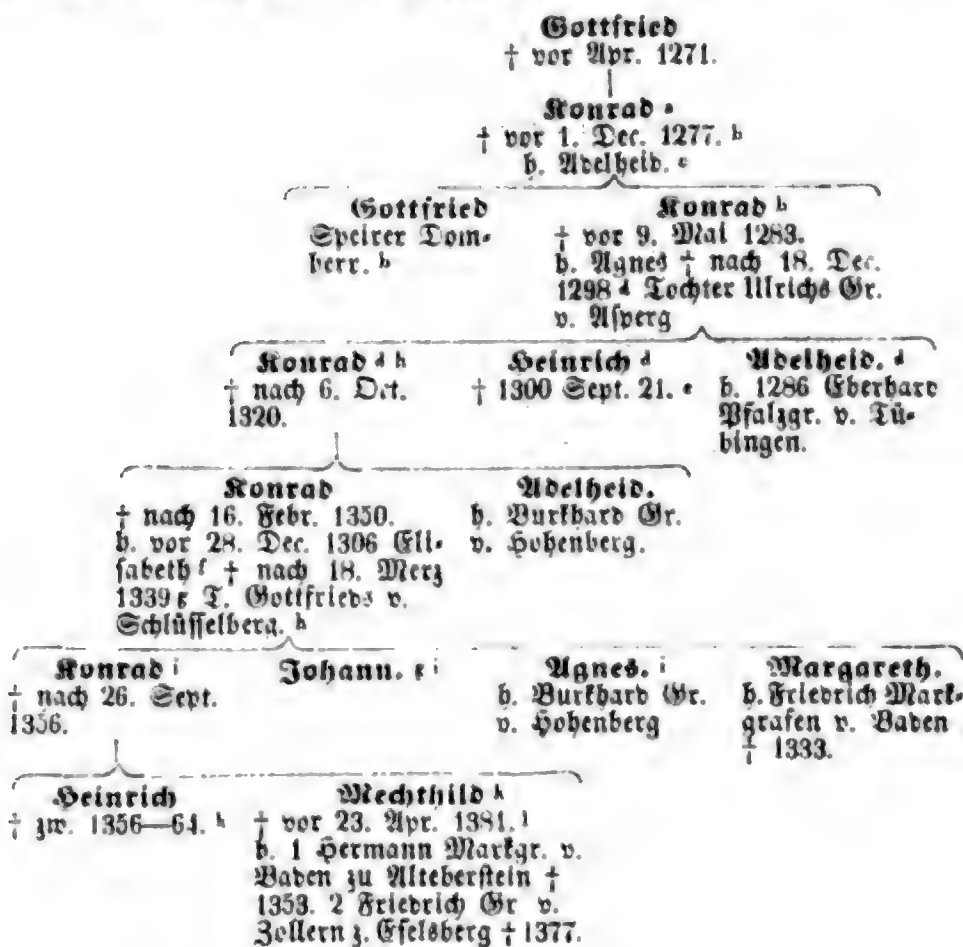 Gottfried
† vor Apr. 1271.
Konrad a
† vor 1. Dec. 1277. b
h. Adelheid. c
Gottfried
Speirer Dom-
herr. b
Konrad b
† vor 9. Mai 1283.
h. Agnes † nach 18. Dec.
1298 d Tochter Ulrichs Gr.
v. Asperg
Konrad d h
† nach 6. Oct.
1320.
Heinrich d
† 1300 Sept. 21. e
Adelheid. d
h. 1286 Eberhard
Pfalzgr. v. Tü-
bingen.
Konrad
† nach 16. Febr. 1350.
h. vor 28. Dec. 1306 Eli-
sabeth f † nach 18. Merz
1339 g T. Gottfrieds v.
Schlüsselberg. h
Adelheid.
h. Burkhard Gr.
v. Hohenberg.
Konrad i
† nach 26. Sept.
1356.
Johann. g i
Agnes. i
h. Burkhard Gr.
v. Hohenberg
Margareth.
h. Friedrich Mark-
grafen v. Baden
† 1333.
Heinrich
† zw. 1356—64. k
Mechthild k
† vor 23. Apr. 1381. l
h. 1 Hermann Markgr. v.
Baden zu Alteberstein †
1353. 2 Friedrich Gr v.
Zollern z. Eselsberg † 1377.